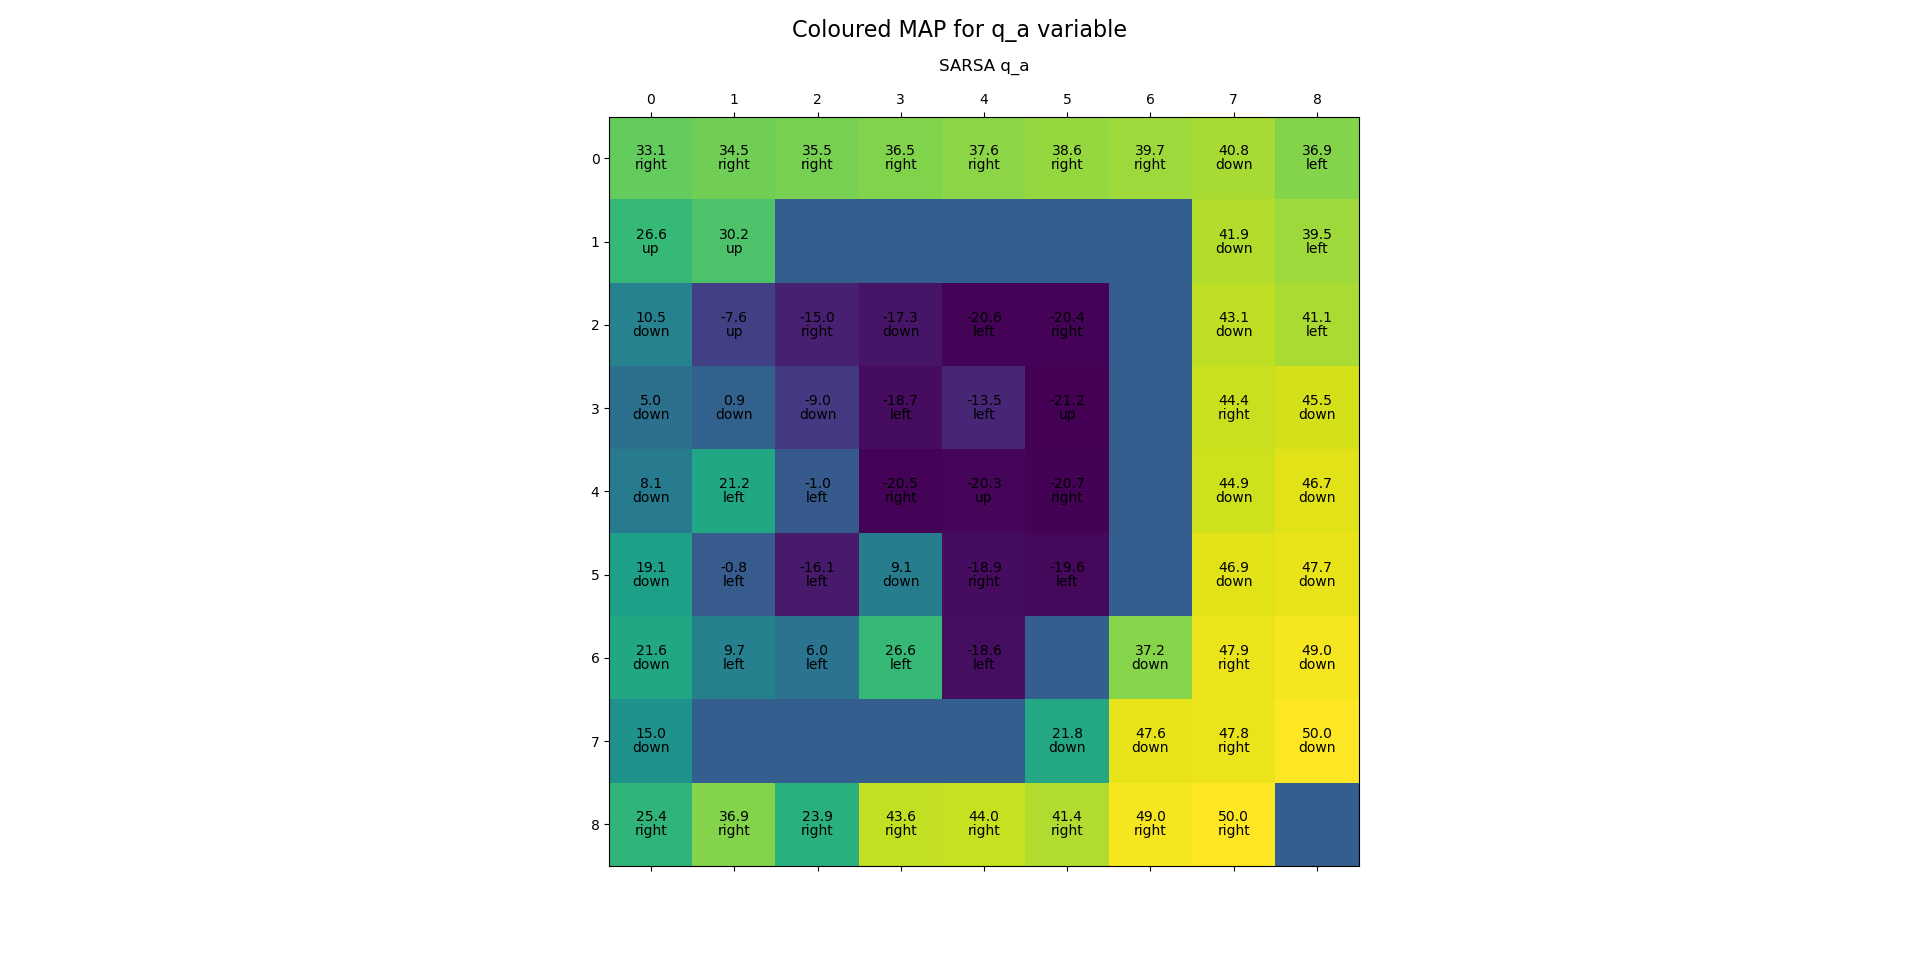 Coloured MAP for q_a variable
SARSA q_a
0 1 2 3 4 5 6 7 8
0 33.1 34.5 35.5 36.5 37.6 38.6 39.7 40.8 36.9
right right right right right right right down left
1 26.6 30.2 41.9 39.5
up up down left
2 10.5 -7.6 -15.0 -17.3 -20.6 -20.4 43.1 41.1
down up right down left right down left
3 5.0 0.9 -9.0 -18.7 -13.5 -21.2 44.4 45.5
down down down left left up right down
4 8.1 21.2 -1.0 -20.5 -20.3 -20.7 44.9 46.7
down left left right up right down down
5 19.1 -0.8 -16.1 9.1 -18.9 -19.6 46.9 47.7
down left left down right left down down
6 21.6 9.7 6.0 26.6 -18.6 37.2 47.9 49.0
down left left left left down right down
7 15.0 21.8 47.6 47.8 50.0
down down down right down
8 25.4 36.9 23.9 43.6 44.0 41.4 49.0 50.0
right right right right right right right right